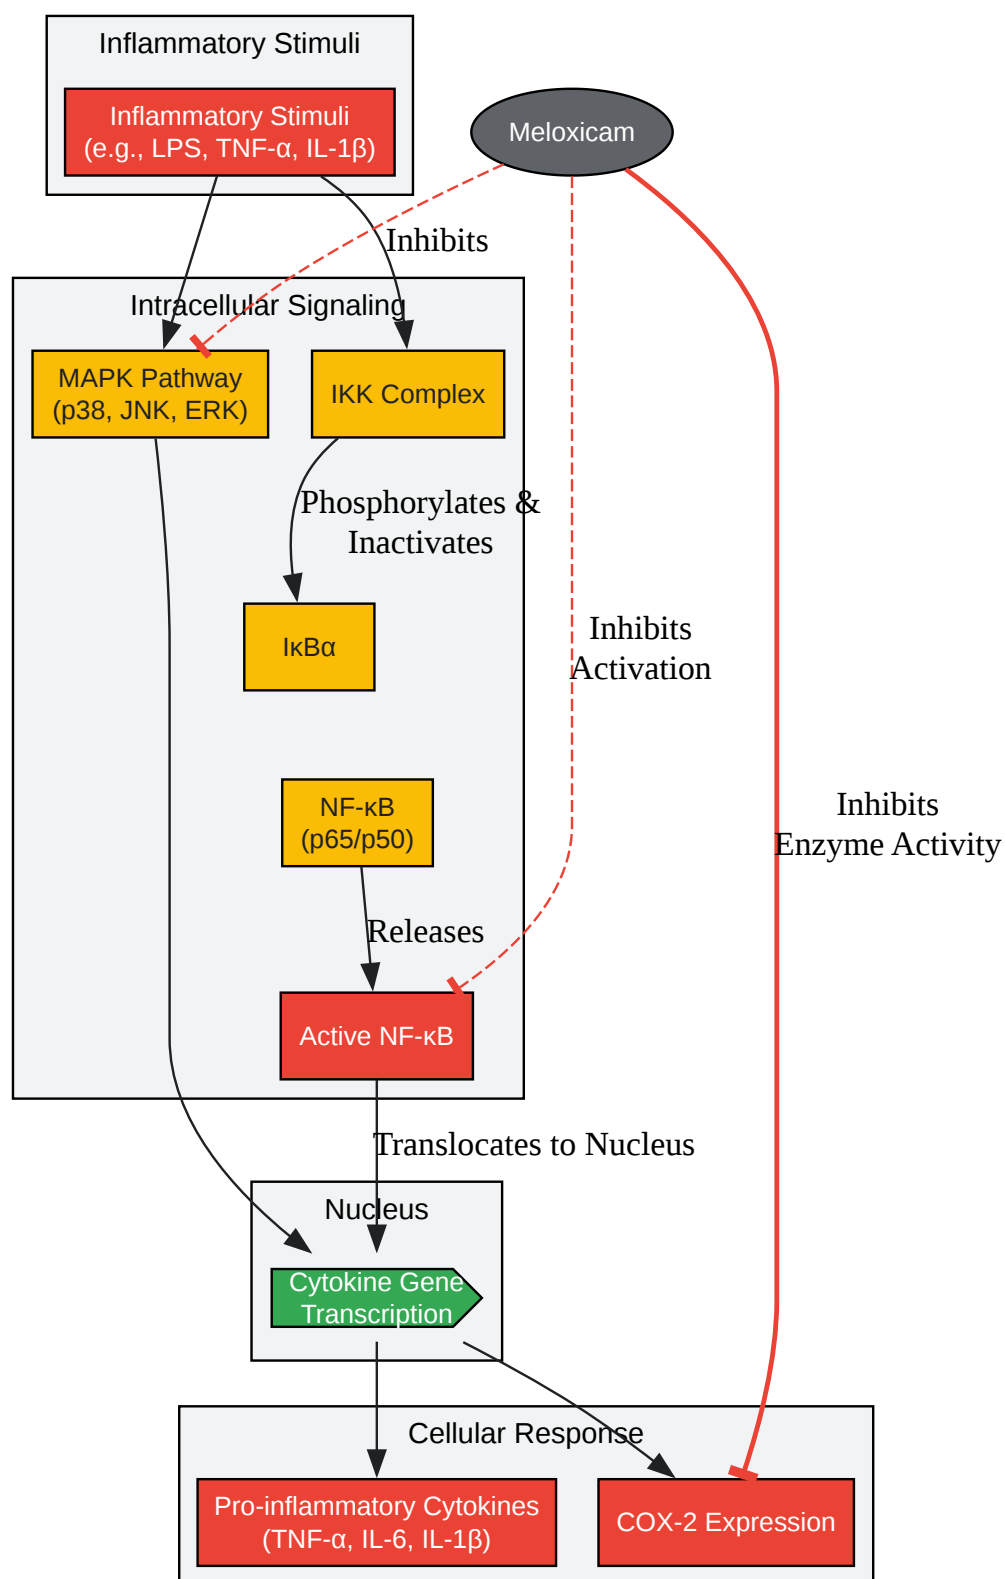 Inflammatory Stimuli
Inflammatory Stimuli
(e.g., LPS, TNF-α, IL-1β)
Meloxicam
Inhibits
Intracellular Signaling
MAPK Pathway
(p38, JNK, ERK)
IKK Complex
Phosphorylates &
Inactivates
IκBα
Inhibits
Activation
NF-κB
(p65/p50)
Inhibits
Enzyme Activity
Releases
Active NF-κB
Translocates to Nucleus
Nucleus
Cytokine Gene
Transcription
Cellular Response
Pro-inflammatory Cytokines
(TNF-α, IL-6, IL-1β)
COX-2 Expression